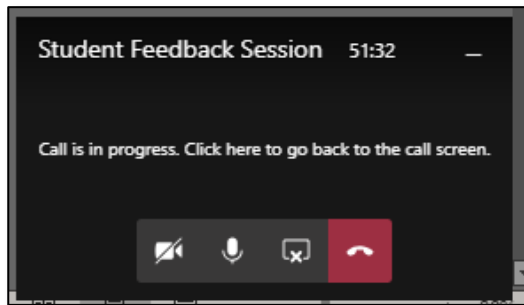 Student Feedback Session 51:32
Call is in progress. Click here to go back to the call screen.